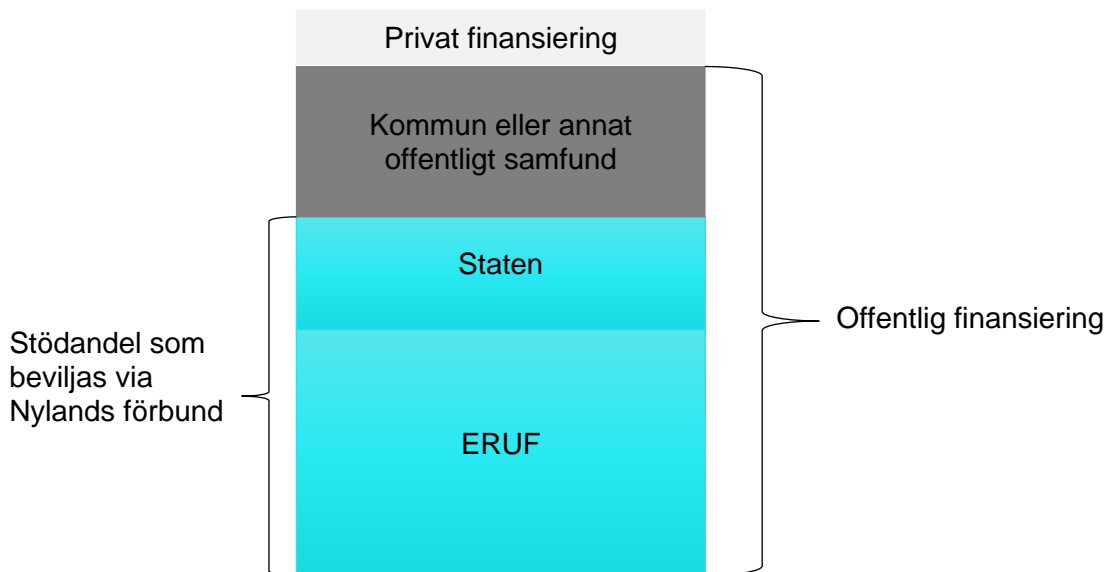 Privat finansiering
Kommun eller annat
offentligt samfund
Staten
Offentlig finansiering
Stödandel som
beviljas via
Nylands förbund
ERUF